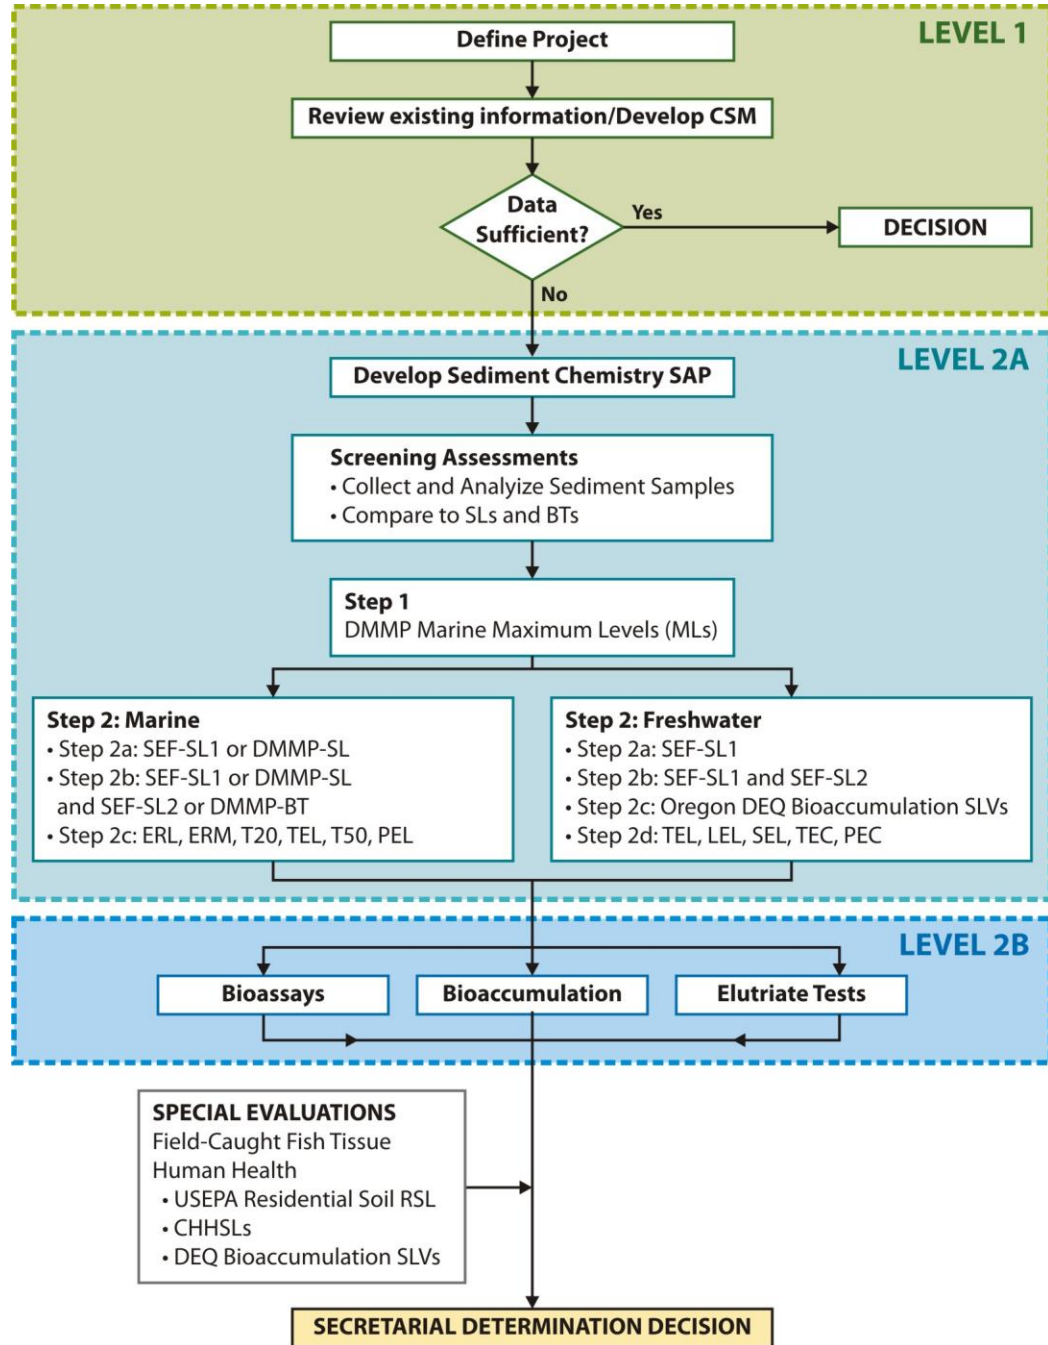 LEVEL 1
Define Project
Review existing information/Develop CSM
Data
Sufficient?
Yes
DECISION
No
LEVEL 2A
Develop Sediment Chemistry SAP
Screening Assessments
• Collect and Analyize Sediment Samples
• Compare to SLs and BTs
Step 1
DMMP Marine Maximum Levels (MLs)
Step 2: Marine
• Step 2a: SEF-SL1 or DMMP-SL
• Step 2b: SEF-SL1 or DMMP-SL
and SEF-SL2 or DMMP-BT
• Step 2c: ERL, ERM, T20, TEL, T50, PEL
Step 2: Freshwater
• Step 2a: SEF-SL1
• Step 2b: SEF-SL1 and SEF-SL2
• Step 2c: Oregon DEQ Bioaccumulation SLVs
• Step 2d: TEL, LEL, SEL, TEC, PEC
LEVEL 2B
Bioassays
Bioaccumulation
Elutriate Tests
SPECIAL EVALUATIONS
Field-Caught Fish Tissue
Human Health
• USEPA Residential Soil RSL
• CHHSLs
• DEQ Bioaccumulation SLVs
SECRETARIAL DETERMINATION DECISION